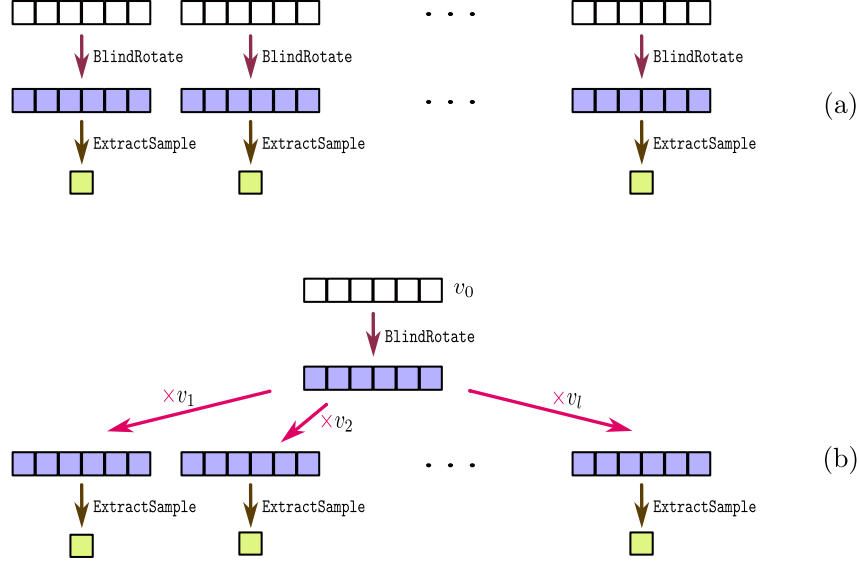 . . .
BlindRotate BlindRotate BlindRotate
. . . (a)
ExtractSample ExtractSample ExtractSample
v₀
BlindRotate
×v₁ ×v₂ ×vₗ
. . . (b)
ExtractSample ExtractSample ExtractSample